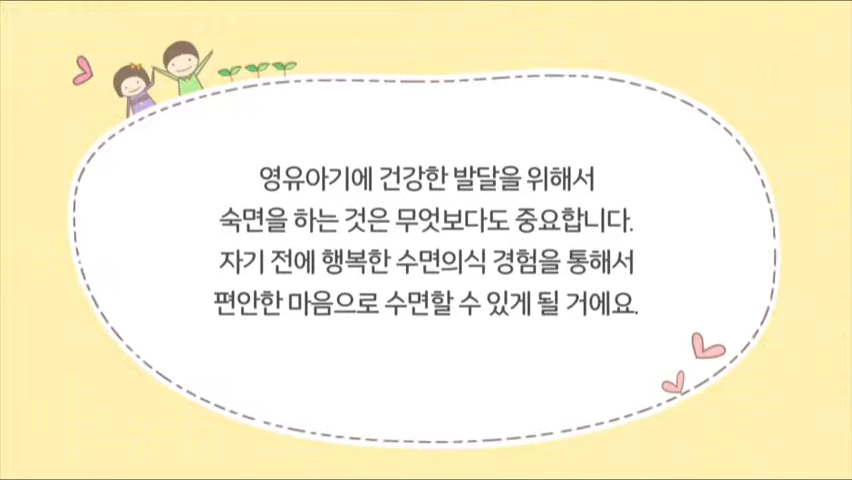 영유아기에 건강한 발달을 위해서
숙면을 하는 것은 무엇보다도 중요합니다.
자기 전에 행복한 수면의식 경험을 통해서
편안한 마음으로 수면할 수 있게 될 거에요.